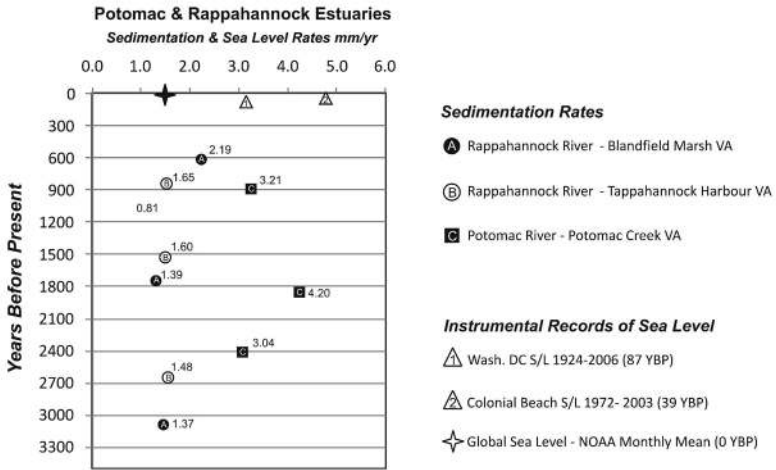 Potomac & Rappahannock Estuaries
Sedimentation & Sea Level Rates mm/yr
0.0 1.0 2.0 3.0 4.0 5.0 6.0
Years Before Present
0
300
600
900
1200
1500
1800
2100
2400
2700
3000
3300
1
2
A 2.19
B 1.65
C 3.21
0.81
B 1.60
A 1.39
C 4.20
C 3.04
B 1.48
A 1.37
Sedimentation Rates
A Rappahannock River - Blandfield Marsh VA
B Rappahannock River - Tappahannock Harbour VA
C Potomac River - Potomac Creek VA
Instrumental Records of Sea Level
1 Wash. DC S/L 1924-2006 (87 YBP)
2 Colonial Beach S/L 1972- 2003 (39 YBP)
Global Sea Level - NOAA Monthly Mean (0 YBP)